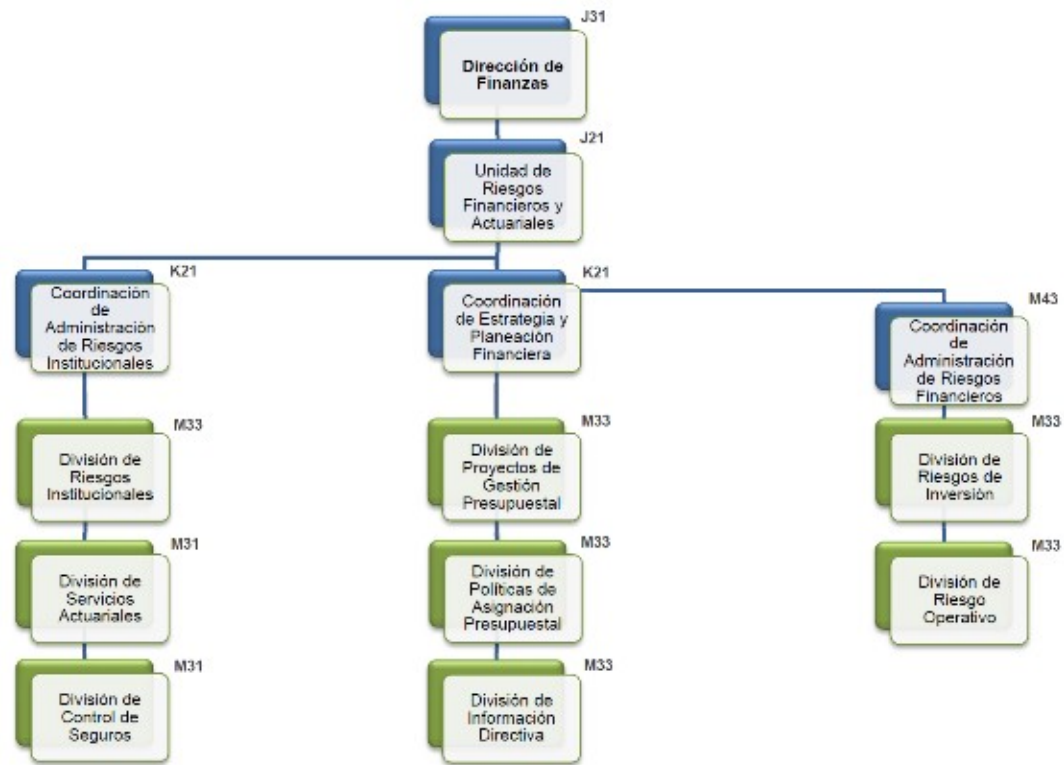 J31
Dirección de
Finanzas
J21
Unidad de
Riesgos
Financieros y
Actuariales
K21
Coordinación
de
Administración
de Riesgos
Institucionales
K21
Coordinación
de Estrategia y
Planeación
Financiera
M43
Coordinación
de
Administración
de Riesgos
Financieros
M33
División de
Riesgos
Institucionales
M33
División de
Proyectos de
Gestión
Presupuestal
M33
División de
Riesgos de
Inversión
M31
División de
Servicios
Actuariales
M33
División de
Políticas de
Asignación
Presupuestal
M33
División de
Riesgo
Operativo
M31
División de
Control de
Seguros
M33
División de
Información
Directiva